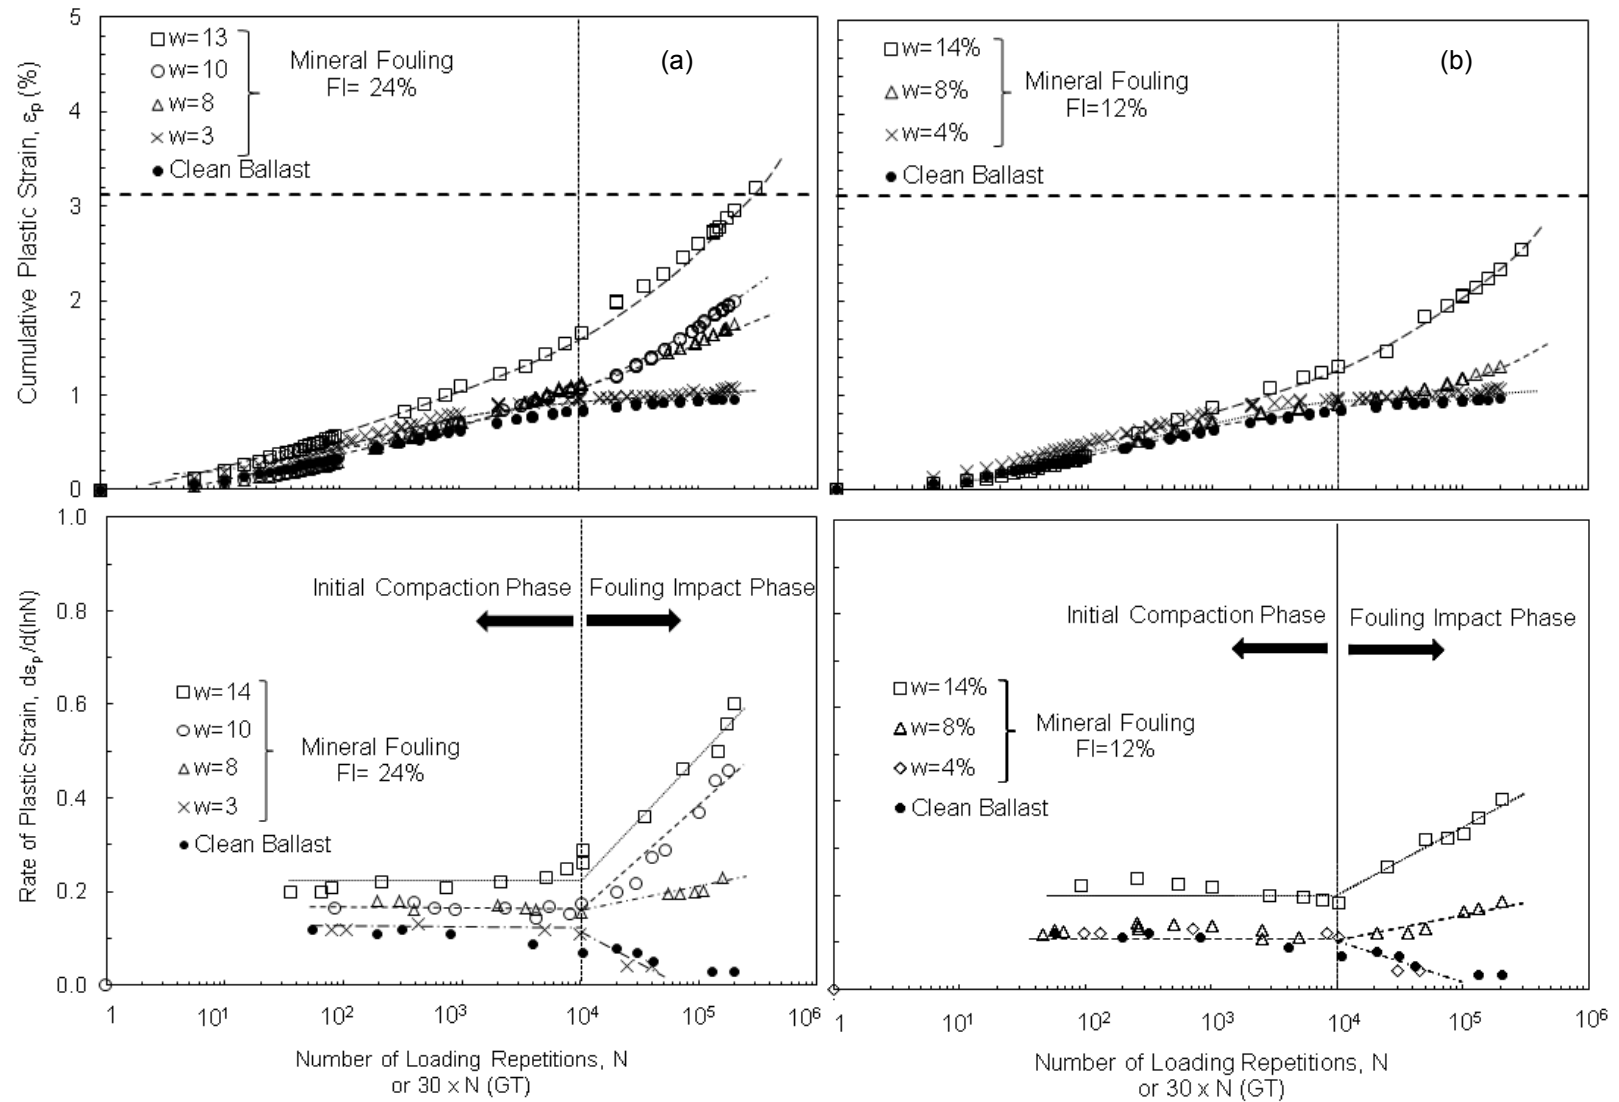 5
4
3
2
1
0
Cumulative Plastic Strain, εp (%)
w=13
w=10
w=8
w=3
Clean Ballast
Mineral Fouling
FI= 24%
(a)
w=14%
w=8%
w=4%
Clean Ballast
Mineral Fouling
FI=12%
(b)
1.0
0.8
0.6
0.4
0.2
0.0
Rate of Plastic Strain, dεp/d(lnN)
Initial Compaction Phase
Fouling Impact Phase
w=14
w=10
w=8
w=3
Clean Ballast
Mineral Fouling
FI= 24%
1 10¹ 10² 10³ 10⁴ 10⁵ 10⁶
Number of Loading Repetitions, N
or 30 x N (GT)
Initial Compaction Phase
Fouling Impact Phase
w=14%
w=8%
w=4%
Clean Ballast
Mineral Fouling
FI=12%
1 10¹ 10² 10³ 10⁴ 10⁵ 10⁶
Number of Loading Repetitions, N
or 30 x N (GT)